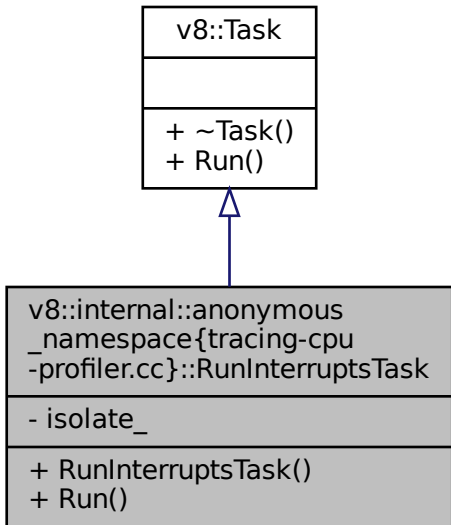 v8::Task
+ ~Task()
+ Run()
v8::internal::anonymous
_namespace{tracing-cpu
-profiler.cc}::RunInterruptsTask
- isolate_
+ RunInterruptsTask()
+ Run()